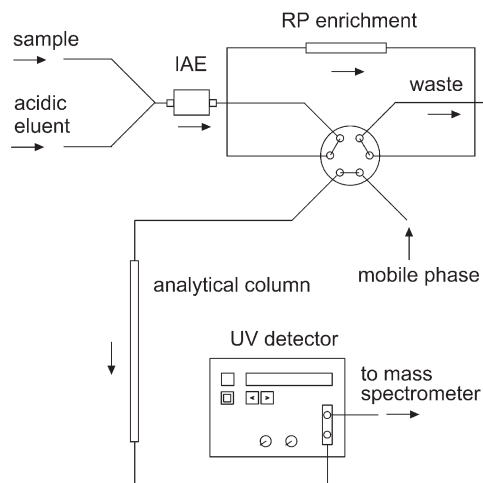 RP enrichment
sample
IAE
waste
acidic
eluent
mobile phase
analytical column
UV detector
to mass
spectrometer